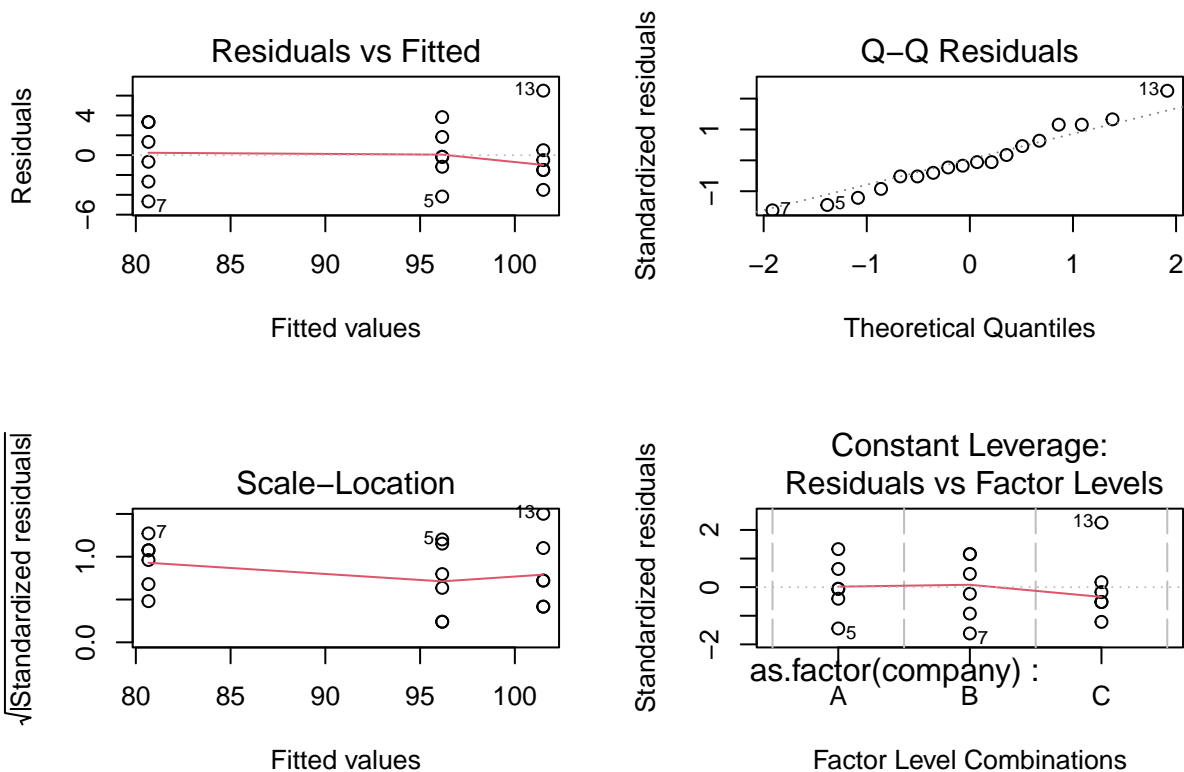 Residuals vs Fitted
Residuals
4
0
−6
13
7
5
80 85 90 95 100
Fitted values
Q−Q Residuals
Standardized residuals
1
−1
13
7
5
−2 −1 0 1 2
Theoretical Quantiles
Scale−Location
√|Standardized residuals|
1.0
0.0
7
5
13
80 85 90 95 100
Fitted values
Constant Leverage:
Residuals vs Factor Levels
Standardized residuals
2
0
−2
13
5
7
as.factor(company) :
A B C
Factor Level Combinations